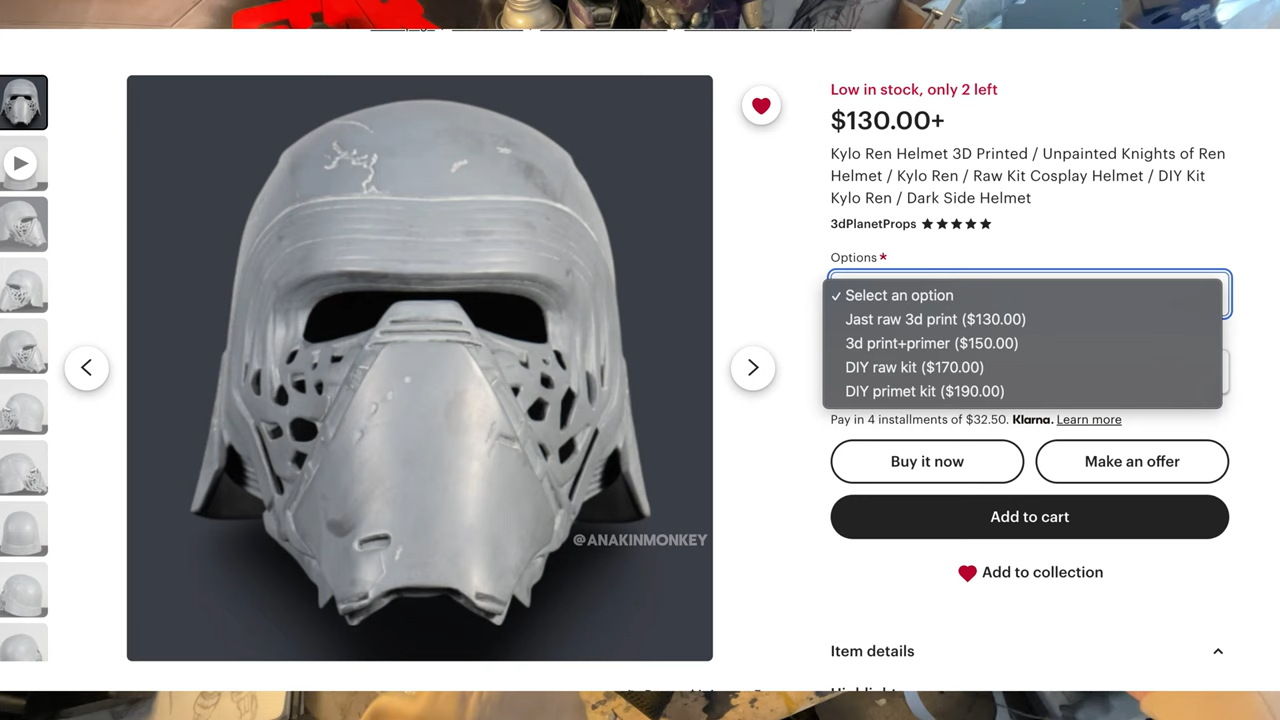 Low in stock, only 2 left
$130.00+
Kylo Ren Helmet 3D Printed / Unpainted Knights of Ren
Helmet / Kylo Ren / Raw Kit Cosplay Helmet / DIY Kit
Kylo Ren / Dark Side Helmet
3dPlanetProps ★★★★★
Options *
✓ Select an option
Jast raw 3d print ($130.00)
3d print+primer ($150.00)
DIY raw kit ($170.00)
DIY primet kit ($190.00)
Pay in 4 installments of $32.50. Klarna. Learn more
Buy it now
Make an offer
Add to cart
@ANAKINMONKEY
Add to collection
Item details